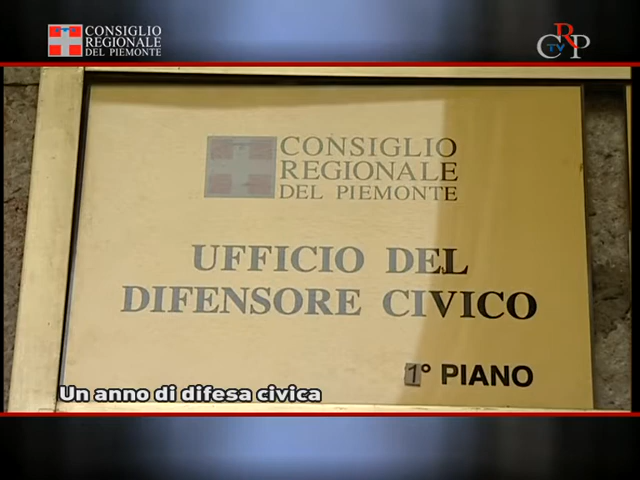 CONSIGLIO
REGIONALE
DEL PIEMONTE
CRP
TV
CONSIGLIO
REGIONALE
DEL PIEMONTE
UFFICIO DEL
DIFENSORE CIVICO
1° PIANO
Un anno di difesa civica